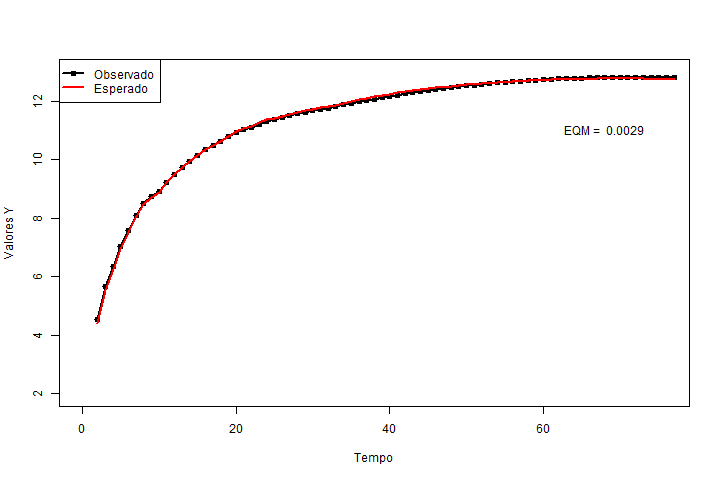 Observado
Esperado
EQM = 0.0029
12
10
8
6
4
2
Valores Y
0
20
40
60
Tempo